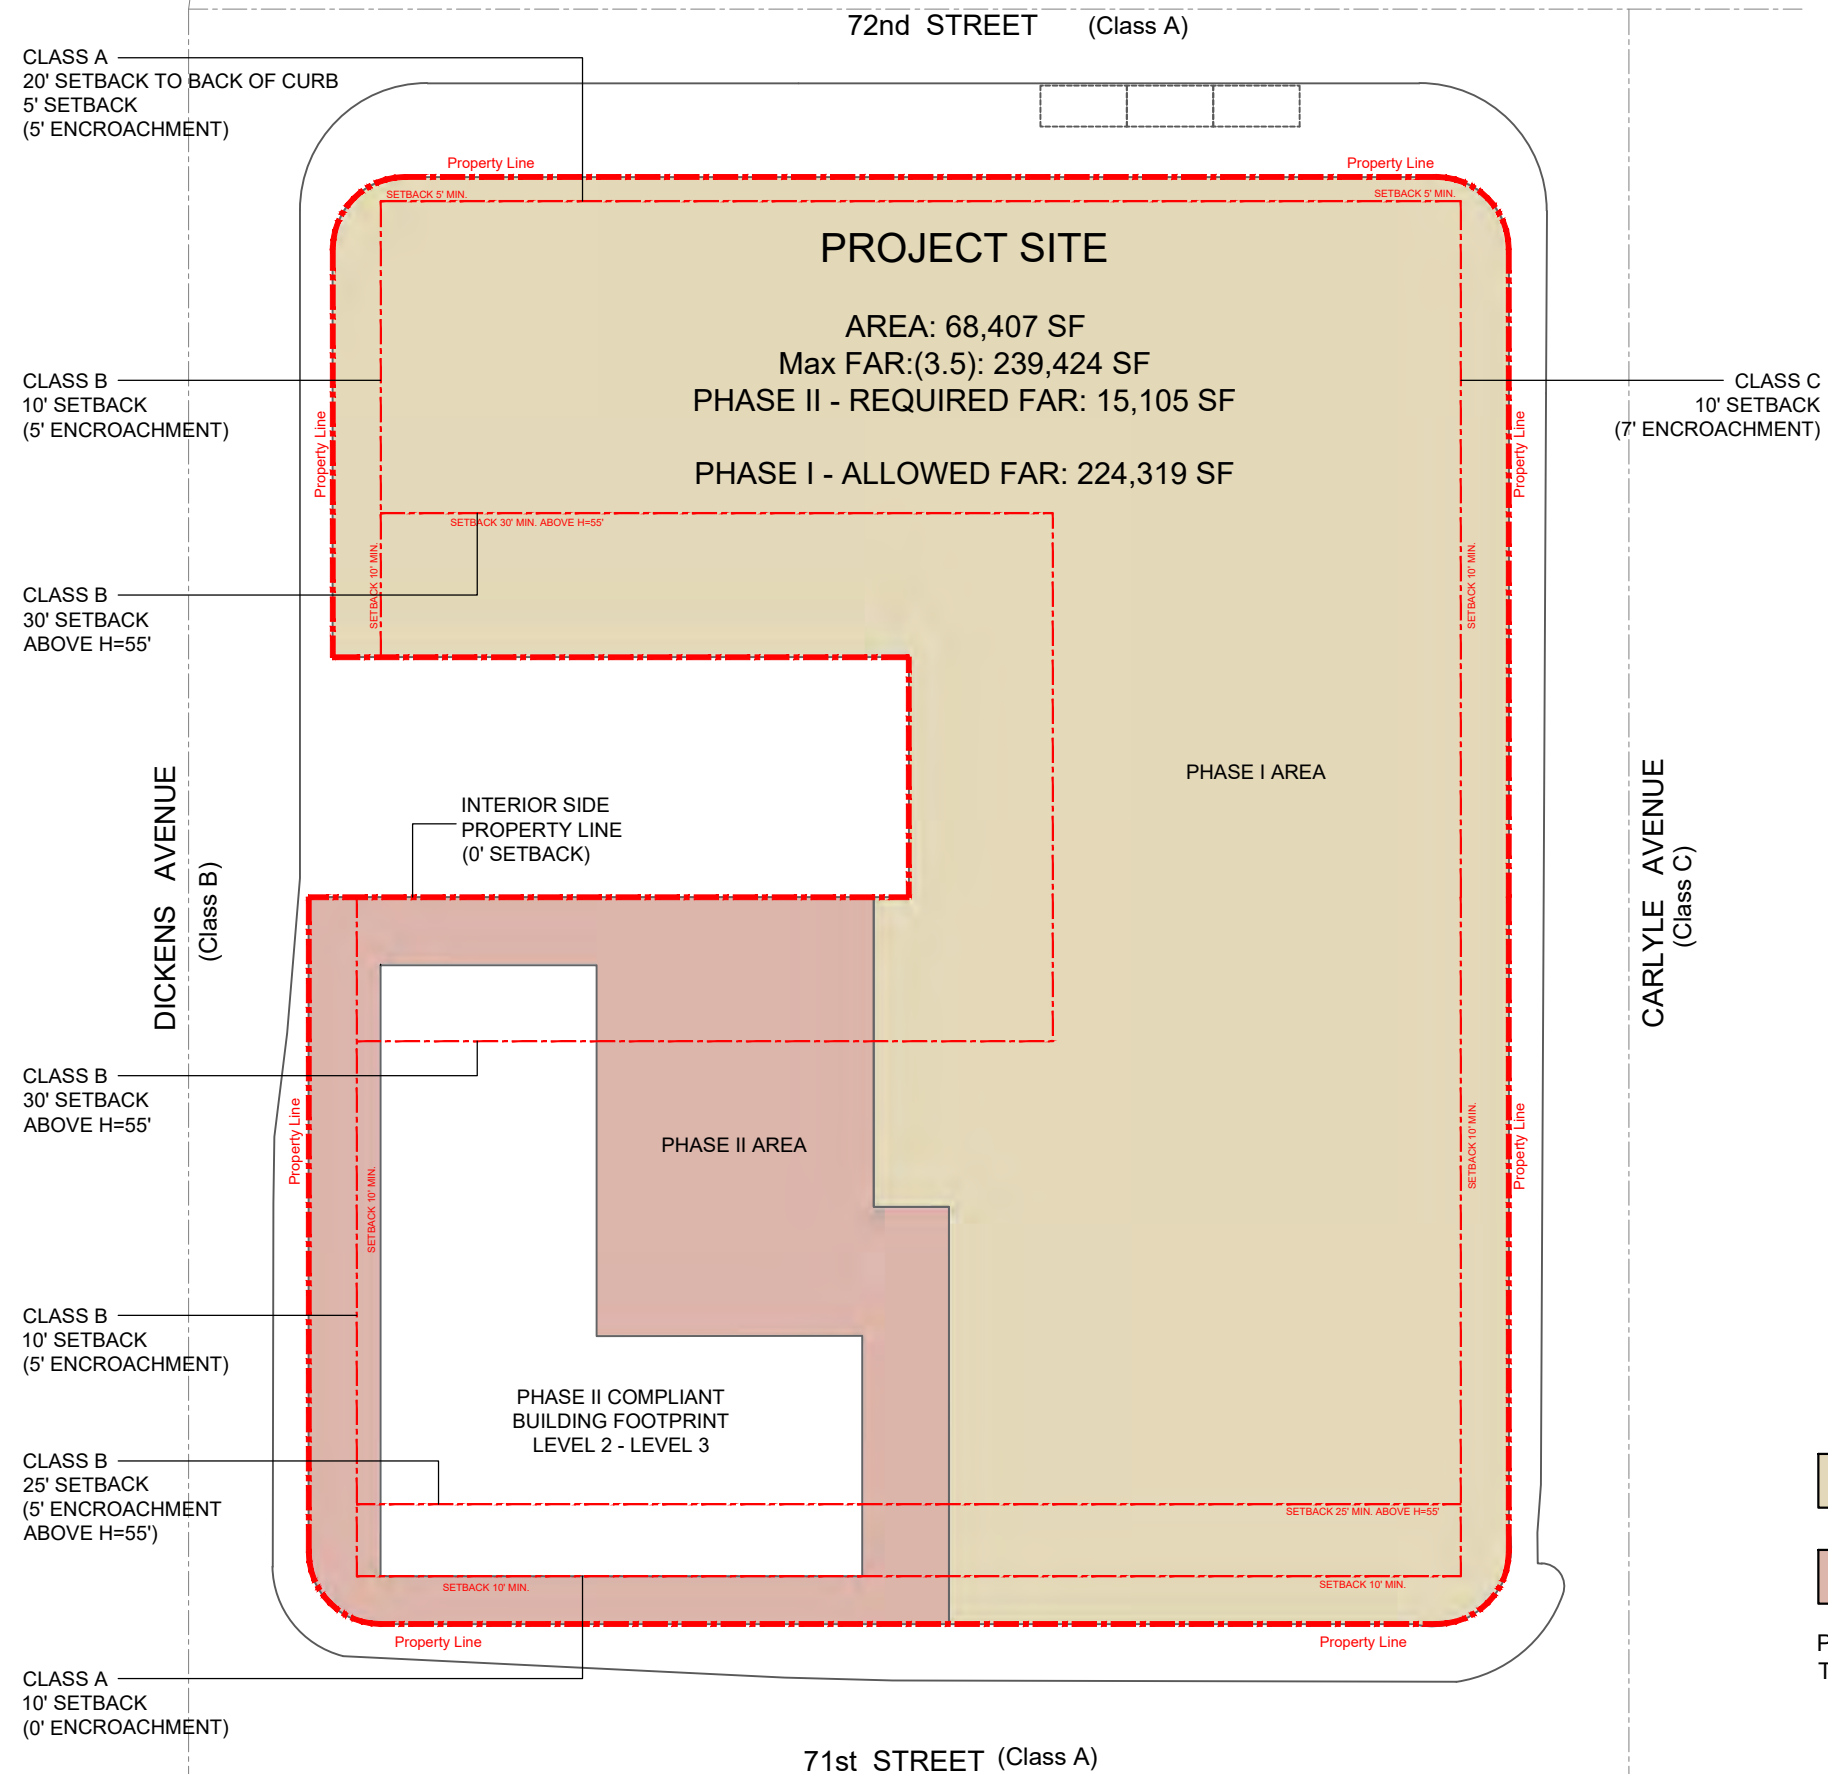 72nd STREET (Class A)
CLASS A
20' SETBACK TO BACK OF CURB
5' SETBACK
(5' ENCROACHMENT)
Property Line
Property Line
SETBACK 5' MIN.
SETBACK 5' MIN.
PROJECT SITE
AREA: 68,407 SF
Max FAR:(3.5): 239,424 SF
PHASE II - REQUIRED FAR: 15,105 SF
PHASE I - ALLOWED FAR: 224,319 SF
CLASS B
10' SETBACK
(5' ENCROACHMENT)
CLASS C
10' SETBACK
(7' ENCROACHMENT)
Property Line
Property Line
SETBACK 30' MIN. ABOVE H=55'
SETBACK 10' MIN.
SETBACK 10' MIN.
CLASS B
30' SETBACK
ABOVE H=55'
PHASE I AREA
INTERIOR SIDE
PROPERTY LINE
(0' SETBACK)
DICKENS AVENUE
(Class B)
CARLYLE AVENUE
(Class C)
CLASS B
30' SETBACK
ABOVE H=55'
Property Line
Property Line
SETBACK 10' MIN.
SETBACK 10' MIN.
PHASE II AREA
CLASS B
10' SETBACK
(5' ENCROACHMENT)
PHASE II COMPLIANT
BUILDING FOOTPRINT
LEVEL 2 - LEVEL 3
CLASS B
25' SETBACK
(5' ENCROACHMENT
ABOVE H=55')
SETBACK 25' MIN. ABOVE H=55'
SETBACK 10' MIN.
SETBACK 10' MIN.
Property Line
Property Line
CLASS A
10' SETBACK
(0' ENCROACHMENT)
71st STREET (Class A)